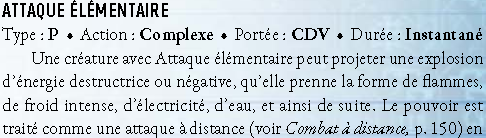 ATTAQUE ÉLÉMENTAIRE
Type : P ◆ Action : Complexe ◆ Portée : CDV ◆ Durée : Instantané
Une créature avec Attaque élémentaire peut projeter une explosion
d’énergie destructrice ou négative, qu’elle prenne la forme de flammes,
de froid intense, d’électricité, d’eau, et ainsi de suite. Le pouvoir est
traité comme une attaque à distance (voir Combat à distance, p. 150) en